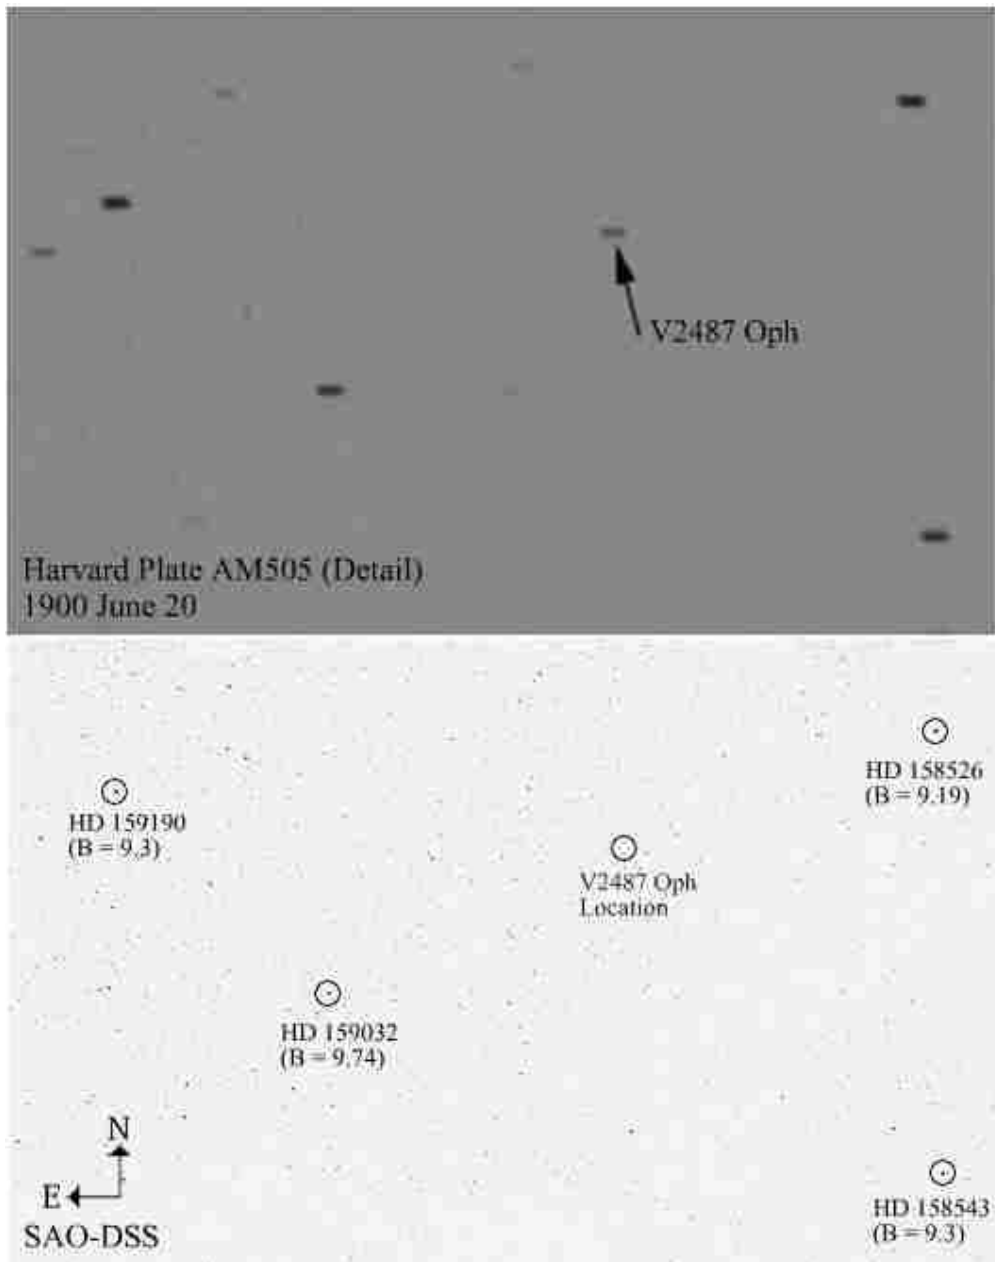 V2487 Oph
Harvard Plate AM505 (Detail)
1900 June 20
HD 158526
(B = 9.19)
HD 159190
(B = 9.3)
V2487 Oph
Location
HD 159032
(B = 9.74)
N
E
SAO-DSS
HD 158543
(B = 9.3)